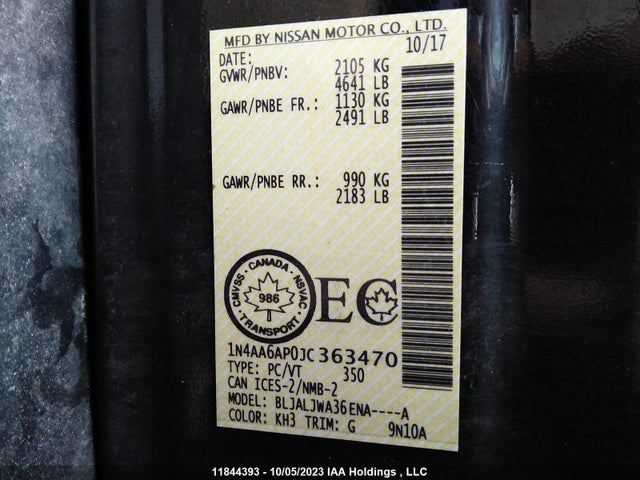 MFD BY NISSAN MOTOR CO., LTD.
DATE: 10/17
GVWR/PNBV: 2105 KG
4641 LB
GAWR/PNBE FR.: 1130 KG
2491 LB
GAWR/PNBE RR.: 990 KG
2183 LB
CMVSS · CANADA · NSVAC
986
· TRANSPORT ·
EC
1N4AA6AP0JC363470
TYPE: PC/VT 350
CAN ICES-2/NMB-2
MODEL: BLJALJWA36ENA----A
COLOR: KH3 TRIM: G 9N10A
11844393 - 10/05/2023 IAA Holdings , LLC